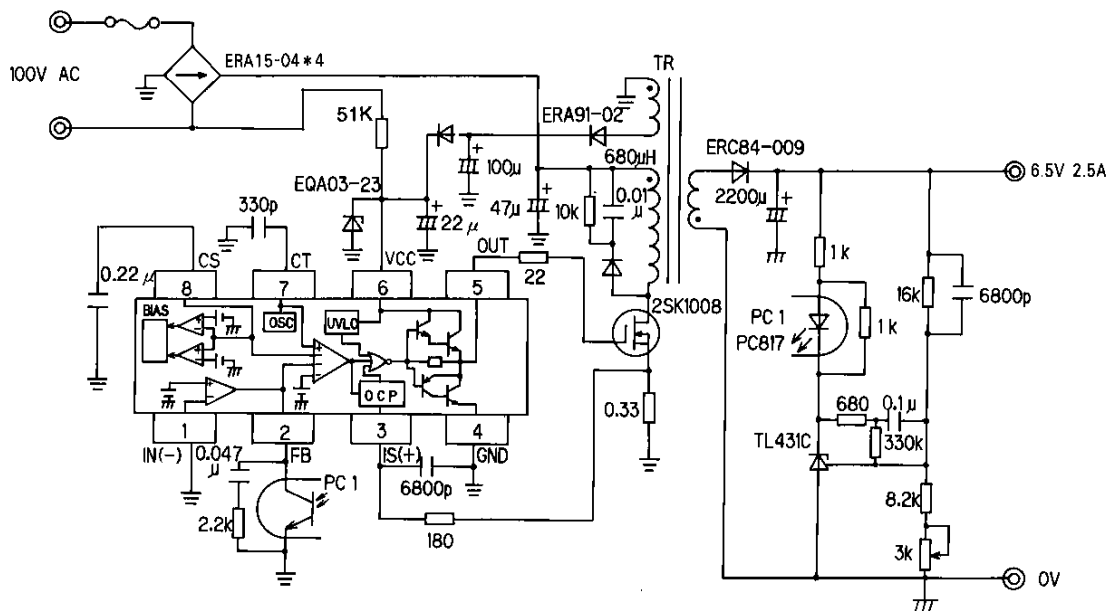 100V AC
ERA15-04*4
TR
51K
ERA91-02
680μH
ERC84-009
6.5V 2.5A
100μ
EQA03-23
330p
22μ
47μ
10k
0.01
μ
2200μ
1k
0.22μ
CS
CT
VCC
OUT
22
2SK1008
16k
6800p
8
7
6
5
PC1
PC817
1k
BIAS
OSC
UVLO
OCP
0.33
680
0.1μ
1
2
3
4
TL431C
330k
IN(-)
0.047
μ
FB
IS(+)
GND
6800p
PC1
8.2k
2.2k
180
3k
0V